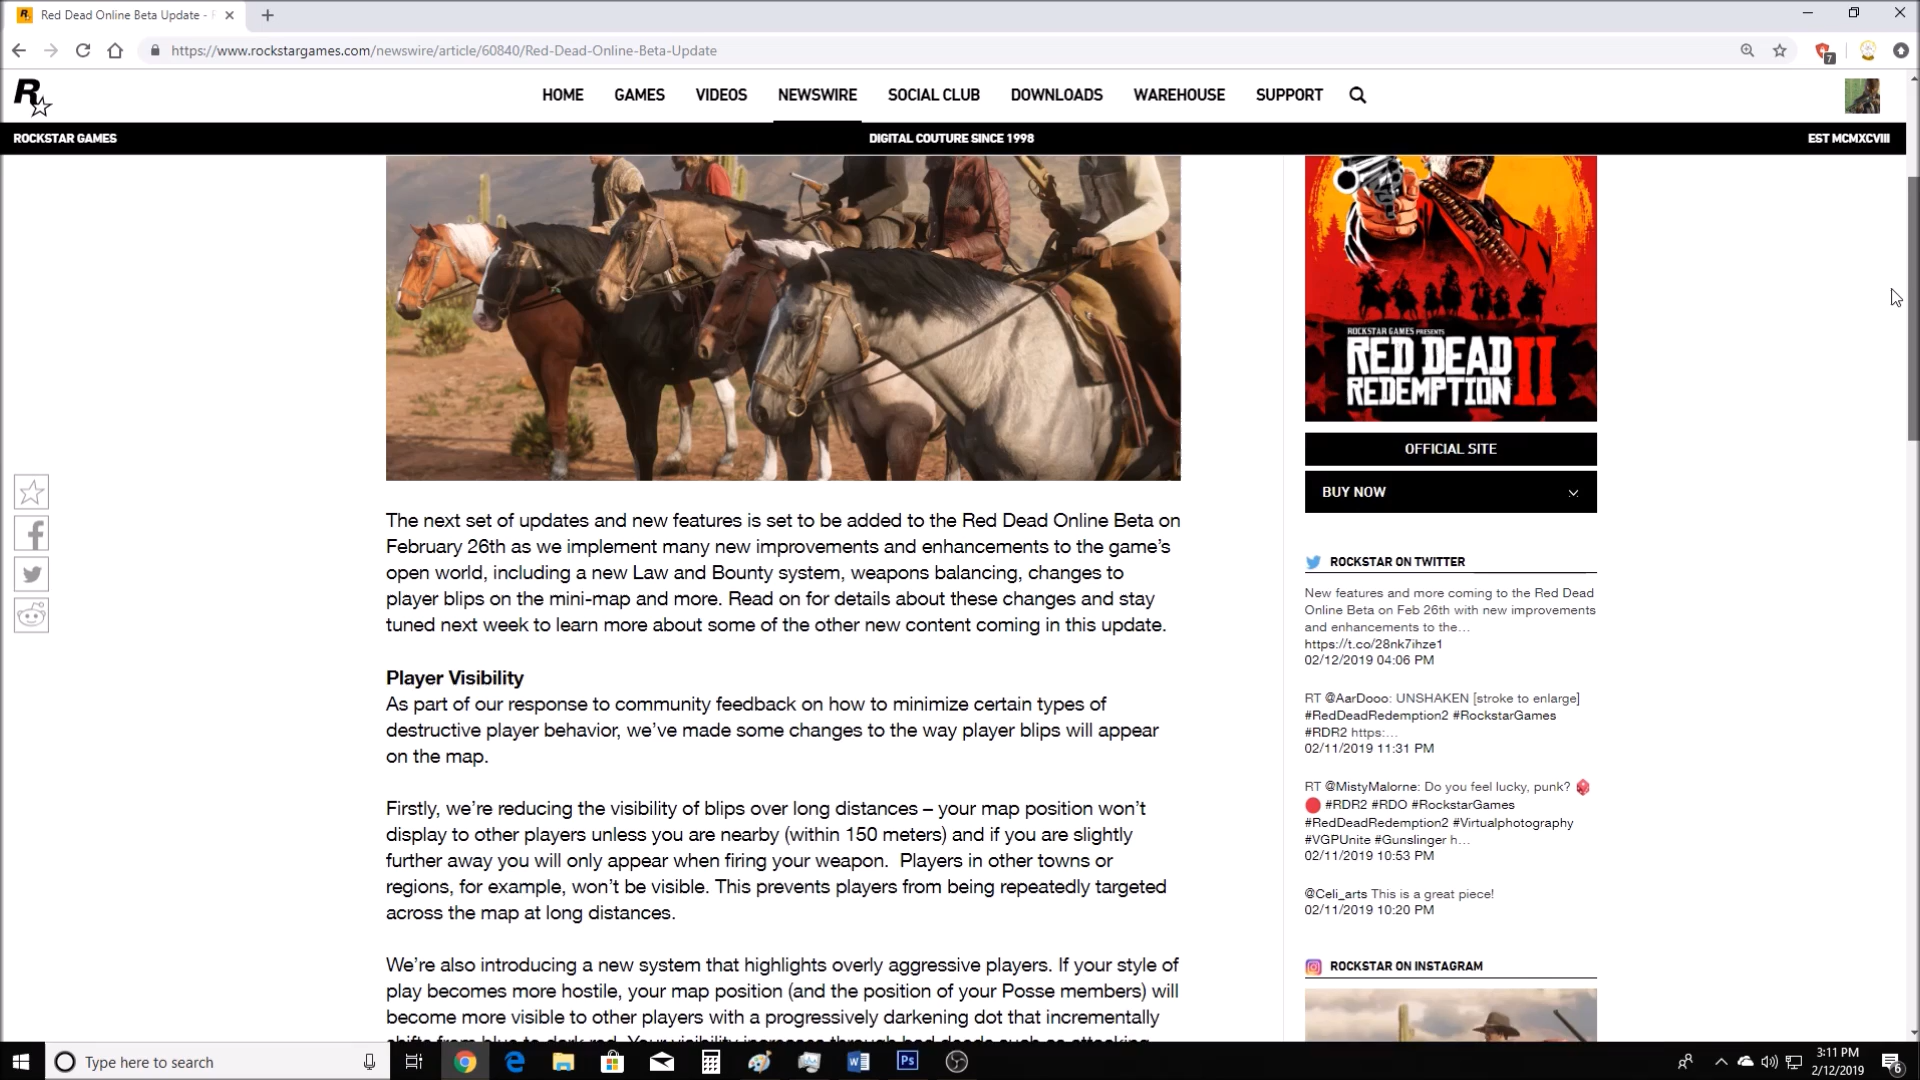 Red Dead Online Beta Update -
https://www.rockstargames.com/newswire/article/60840/Red-Dead-Online-Beta-Update
7
R
HOME
GAMES
VIDEOS
NEWSWIRE
SOCIAL CLUB
DOWNLOADS
WAREHOUSE
SUPPORT
ROCKSTAR GAMES
DIGITAL COUTURE SINCE 1998
EST MCMXCVIII
The next set of updates and new features is set to be added to the Red Dead Online Beta on
February 26th as we implement many new improvements and enhancements to the game's
open world, including a new Law and Bounty system, weapons balancing, changes to
player blips on the mini-map and more. Read on for details about these changes and stay
tuned next week to learn more about some of the other new content coming in this update.
Player Visibility
As part of our response to community feedback on how to minimize certain types of
destructive player behavior, we've made some changes to the way player blips will appear
on the map.
Firstly, we're reducing the visibility of blips over long distances – your map position won't
display to other players unless you are nearby (within 150 meters) and if you are slightly
further away you will only appear when firing your weapon.  Players in other towns or
regions, for example, won't be visible. This prevents players from being repeatedly targeted
across the map at long distances.
We're also introducing a new system that highlights overly aggressive players. If your style of
play becomes more hostile, your map position (and the position of your Posse members) will
become more visible to other players with a progressively darkening dot that incrementally
shifts from blue to dark red. Your visibility increases through bad deeds such as attacking
ROCKSTAR GAMES PRESENTS
RED DEAD
REDEMPTION II
OFFICIAL SITE
BUY NOW
ROCKSTAR ON TWITTER
New features and more coming to the Red Dead
Online Beta on Feb 26th with new improvements
and enhancements to the…
https://t.co/28nk7ihze1
02/12/2019 04:06 PM
RT @AarDooo: UNSHAKEN [stroke to enlarge]
#RedDeadRedemption2 #RockstarGames
#RDR2 https:…
02/11/2019 11:31 PM
RT @MistyMalorne: Do you feel lucky, punk?
#RDR2 #RDO #RockstarGames
#RedDeadRedemption2 #Virtualphotography
#VGPUnite #Gunslinger h…
02/11/2019 10:53 PM
@Celi_arts This is a great piece!
02/11/2019 10:20 PM
ROCKSTAR ON INSTAGRAM
Type here to search
Ps
3:11 PM
2/12/2019
6